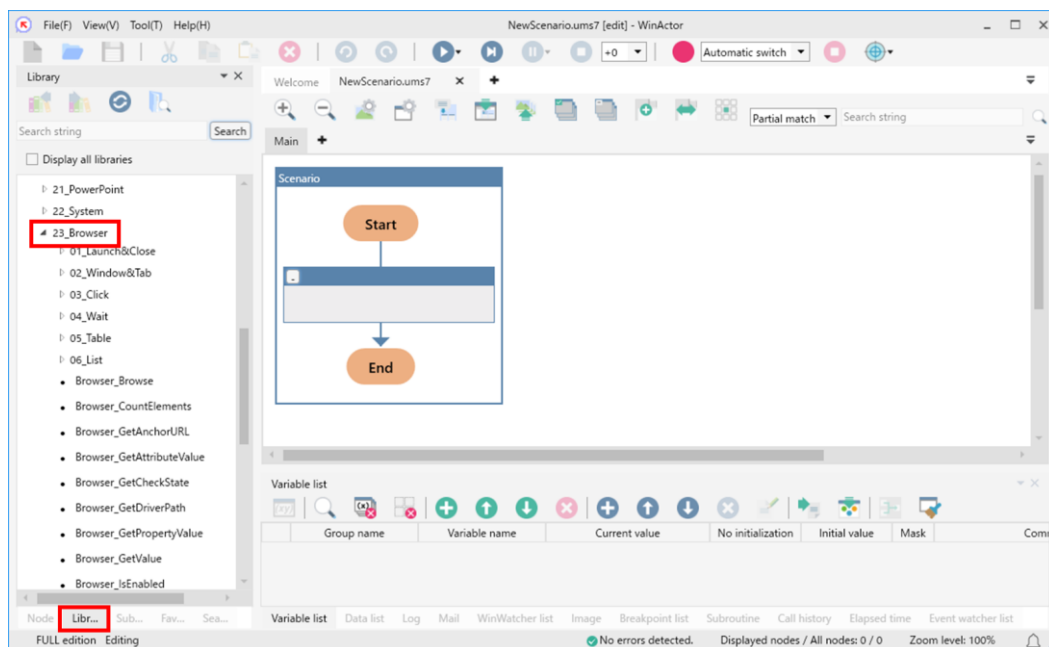 File(F) View(V) Tool(T) Help(H)
NewScenario.ums7 [edit] - WinActor
+0
Automatic switch
Library
Welcome NewScenario.ums7
Search string
Search
Partial match
Search string
Main
Display all libraries
Scenario
21_PowerPoint
22_System
23_Browser
01_Launch&Close
02_Window&Tab
03_Click
04_Wait
05_Table
06_List
Browser_Browse
Browser_CountElements
Browser_GetAnchorURL
Browser_GetAttributeValue
Browser_GetCheckState
Browser_GetDriverPath
Browser_GetPropertyValue
Browser_GetValue
Browser_IsEnabled
Start
End
Variable list
Group name Variable name Current value No initialization Initial value Mask Comm
Node Libr... Sub... Fav... Sea...
Variable list Data list Log Mail WinWatcher list Image Breakpoint list Subroutine Call history Elapsed time Event watcher list
FULL edition Editing
No errors detected. Displayed nodes / All nodes: 0 / 0 Zoom level: 100%